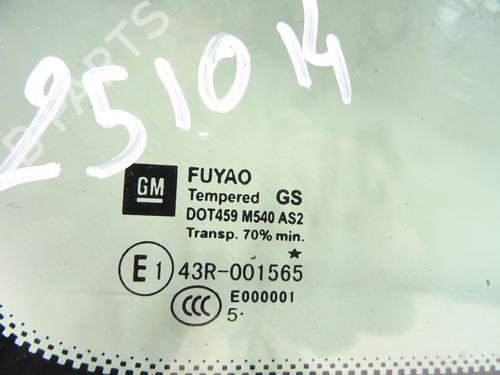 251014
GM
FUYAO
Tempered GS
DOT459 M540 AS2
Transp. 70% min.
E1 43R-001565
CCC E000001
5·